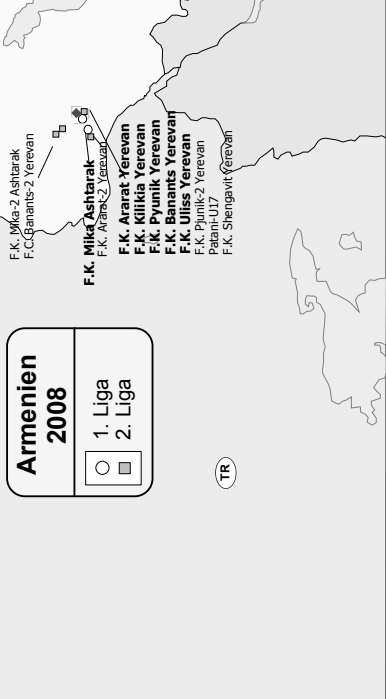 F.K. Mika-2 Ashtarak
F.C.Banants-2 Yerevan
F.K. Mika Ashtarak
F.K. Ararat-2 Yerevan
F.K. Ararat Yerevan
F.K. Kilikia Yerevan
F.K. Pyunik Yerevan
F.K. Banants Yerevan
F.K. Uliss Yerevan
F.K. Pjunik-2 Yerevan
Patani-U17
F.K. Shengavit Yerevan
Armenien
2008
1. Liga
2. Liga
TR